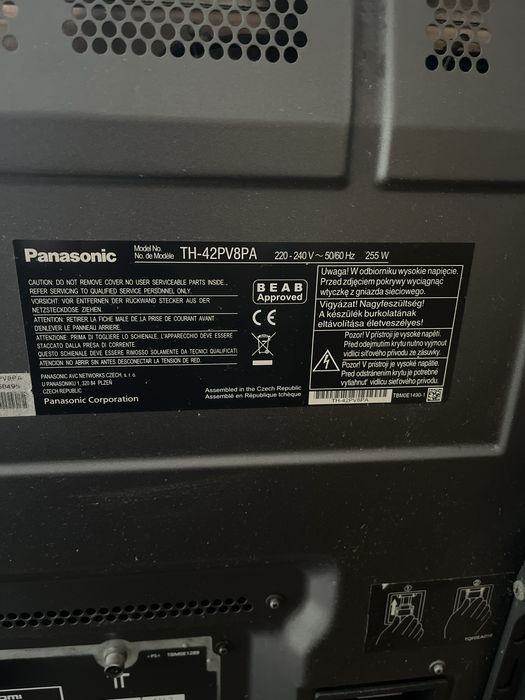 Panasonic
Model No.
No. de Modèle
TH-42PV8PA
220 - 240 V ~ 50/60 Hz
255 W
CAUTION: DO NOT REMOVE COVER NO USER SERVICEABLE PARTS INSIDE.
REFER SERVICING TO QUALIFIED SERVICE PERSONNEL ONLY.
VORSICHT: VOR ENTFERNEN DER RÜCKWAND STECKER AUS DER
NETZSTECKDOSE ZIEHEN.
ATTENTION: RETIRER LA FICHE MALE DE LA PRISE DE COURANT AVANT
D'ENLEVER LE PANNEAU ARRIERE.
ATTENZIONE: PRIMA DI TOGLIERE LO SCHIENALE, L'APPARECCHIO DEVE ESSERE
STACCATO DALLA PRESA DI CORRENTE.
QUESTO SCHIENALE DEVE ESSERE RIMOSSO SOLAMENTE DA TECNICI QUALIFICATI
ATENCION: NO ABRIR SIN ANTES DESCONECTAR LA TENSION DE RED.
PANASONIC AVC NETWORKS CZECH, s. r. o.
U PANASONIKU 1, 320 84 PLZEN
CZECH REPUBLIC
Panasonic Corporation
BEAB
Approved
CE
Assembled in the Czech Republic
Assemblé en République tchèque
Uwaga! W odbiorniku wysokie napięcie.
Przed zdjęciem pokrywy wyciągnąć
wtyczkę z gniazda sieciowego.
Vigyázat! Nagyfeszültség!
A készülék burkolatának
eltávolítása életveszélyes!
Pozor! V prístroji je vysoké napětí.
Před odejmutím krytu nutno vyjmout
vidlici síťového přívodu ze zásuvky.
Pozor! V prístroji je vysoké napätie.
Pred odstránením krytu je potrebné
vytiahnuť vidlicu sieťového prívodu.
TH-42PV8PA
TBM0E1490-1
>PS< TBM0E1289